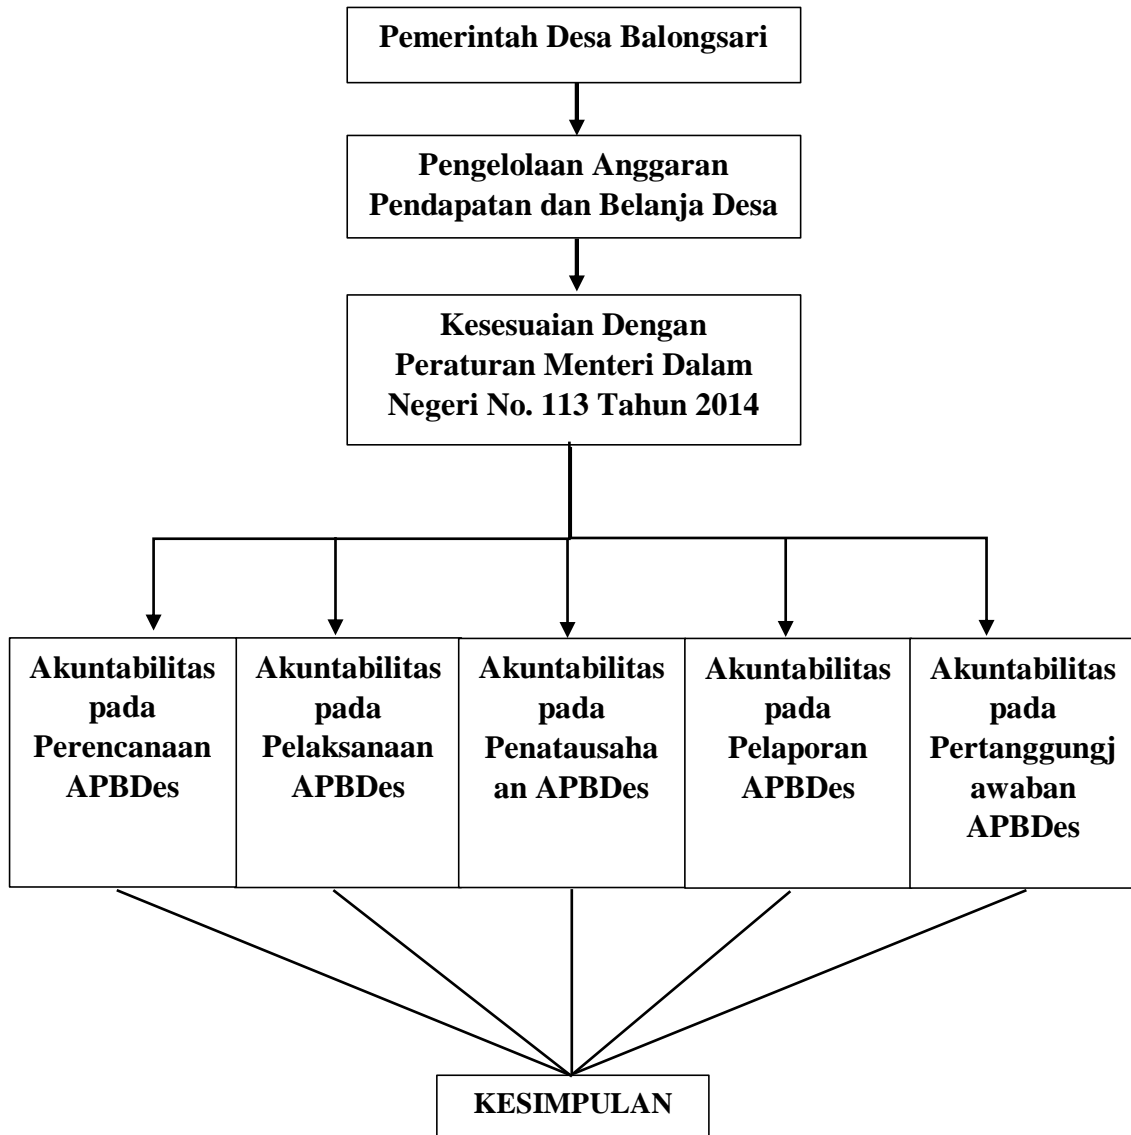 Pemerintah Desa Balongsari
Pengelolaan Anggaran
Pendapatan dan Belanja Desa
Kesesuaian Dengan
Peraturan Menteri Dalam
Negeri No. 113 Tahun 2014
Akuntabilitas
pada
Perencanaan
APBDes
Akuntabilitas
pada
Pelaksanaan
APBDes
Akuntabilitas
pada
Penatausaha
an APBDes
Akuntabilitas
pada
Pelaporan
APBDes
Akuntabilitas
pada
Pertanggungj
awaban
APBDes
KESIMPULAN